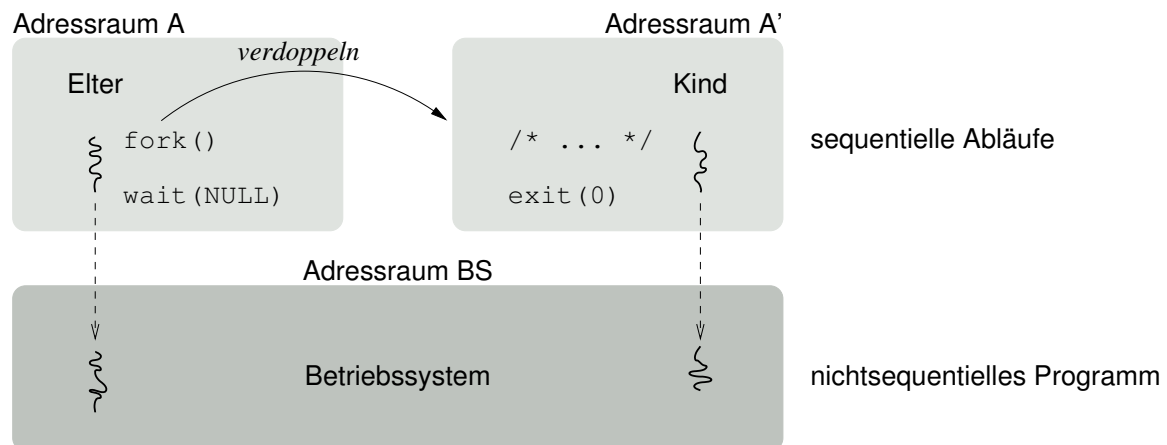 Adressraum A
Adressraum A’
verdoppeln
Elter
Kind
fork()
/* ... */
sequentielle Abläufe
wait(NULL)
exit(0)
Adressraum BS
Betriebssystem
nichtsequentielles Programm